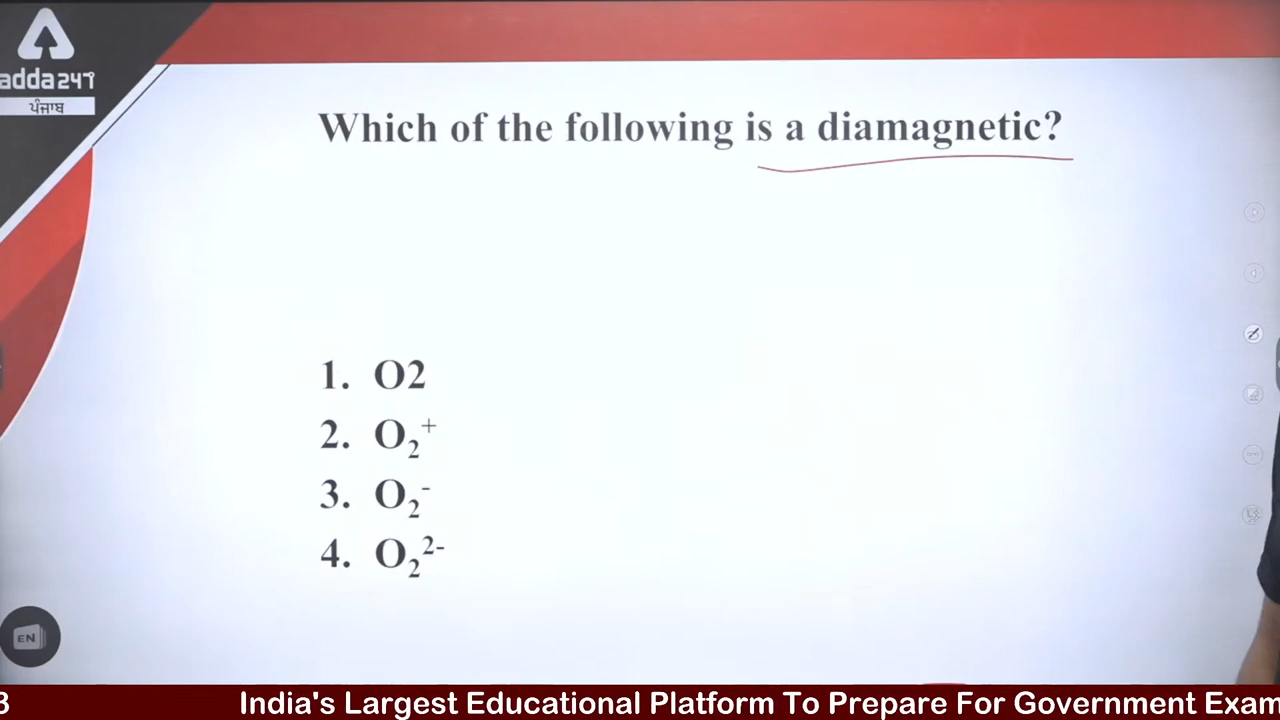 adda247
ਪੰਜਾਬ
Which of the following is a diamagnetic?
1. O2
2. O₂⁺
3. O₂⁻
4. O₂²⁻
EN
3 India's Largest Educational Platform To Prepare For Government Exam